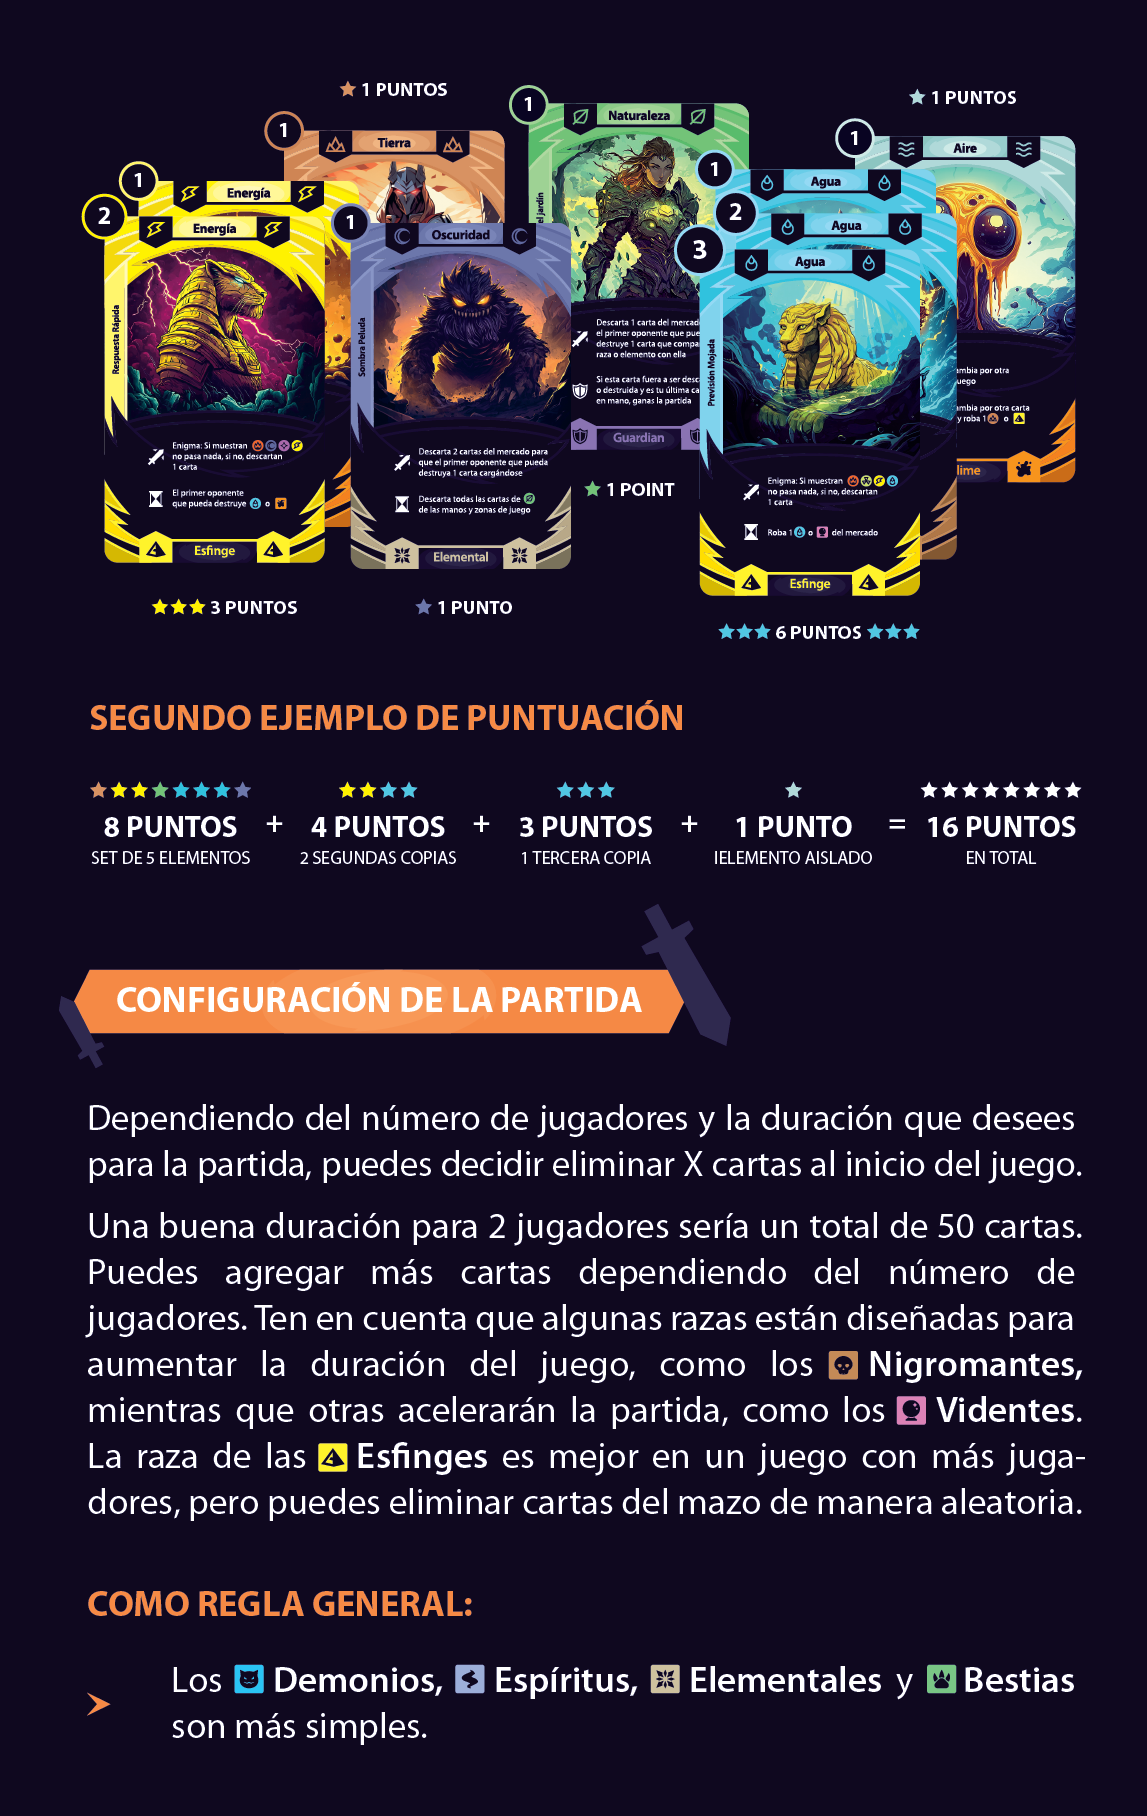 1 PUNTOS
1 PUNTOS
1
Tierra
1
Naturaleza
el jardín
Descarta 1 carta del mercad
el primer oponente que pue
destruye 1 carta que compa
raza o elemento con ella
Si esta carta fuera a ser desc
o destruida y es tu última ca
en mano, ganas la partida
Guardian
1 POINT
1
Aire
ambia por otra
uego
ambia por otra carta
y roba 1 o
lime
1
Energía
2
Energía
Respuesta Rápida
Enigma: Si muestran
no pasa nada, si no, descartan
1 carta
El primer oponente
que pueda destruye o
Esfinge
3 PUNTOS
1
Oscuridad
Sombra Peluda
Descarta 2 cartas del mercado para
que el primer oponente que pueda
destruya 1 carta cargándose
Descarta todas las cartas de
de las manos y zonas de juego
Elemental
1 PUNTO
1
Agua
2
Agua
3
Agua
Previsión Mojada
Enigma: Si muestran
no pasa nada, si no, descartan
1 carta
Roba 1 o del mercado
Esfinge
6 PUNTOS
SEGUNDO EJEMPLO DE PUNTUACIÓN
8 PUNTOS + 4 PUNTOS + 3 PUNTOS + 1 PUNTO = 16 PUNTOS
SET DE 5 ELEMENTOS 2 SEGUNDAS COPIAS 1 TERCERA COPIA IELEMENTO AISLADO EN TOTAL
CONFIGURACIÓN DE LA PARTIDA
Dependiendo del número de jugadores y la duración que desees
para la partida, puedes decidir eliminar X cartas al inicio del juego.
Una buena duración para 2 jugadores sería un total de 50 cartas.
Puedes agregar más cartas dependiendo del número de
jugadores. Ten en cuenta que algunas razas están diseñadas para
aumentar la duración del juego, como los Nigromantes,
mientras que otras acelerarán la partida, como los Videntes.
La raza de las Esfinges es mejor en un juego con más juga-
dores, pero puedes eliminar cartas del mazo de manera aleatoria.
COMO REGLA GENERAL:
Los Demonios, Espíritus, Elementales y Bestias
son más simples.